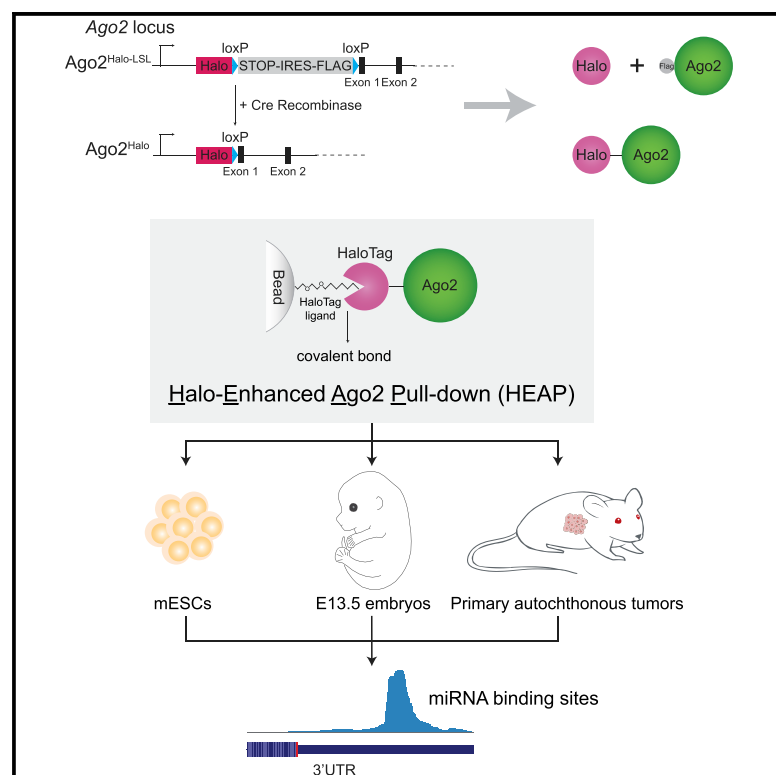 Ago2 locus
loxP loxP
Ago2Halo-LSL Halo STOP-IRES-FLAG
Exon 1 Exon 2
+ Cre Recombinase
loxP
Ago2Halo Halo
Exon 1 Exon 2
Halo + Flag Ago2
Halo Ago2
HaloTag
Bead Ago2
HaloTag
ligand
covalent bond
Halo-Enhanced Ago2 Pull-down (HEAP)
mESCs E13.5 embryos Primary autochthonous tumors
miRNA binding sites
3'UTR